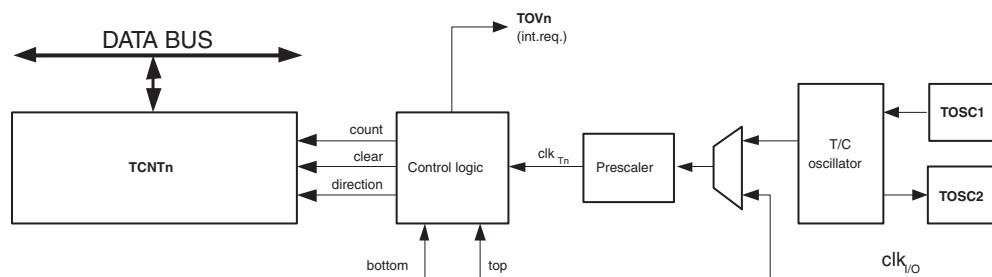 DATA BUS
TOVn
(int.req.)
TCNTn
count
clear
direction
Control logic
clk Tn
Prescaler
T/C
oscillator
TOSC1
TOSC2
bottom
top
clk I/O